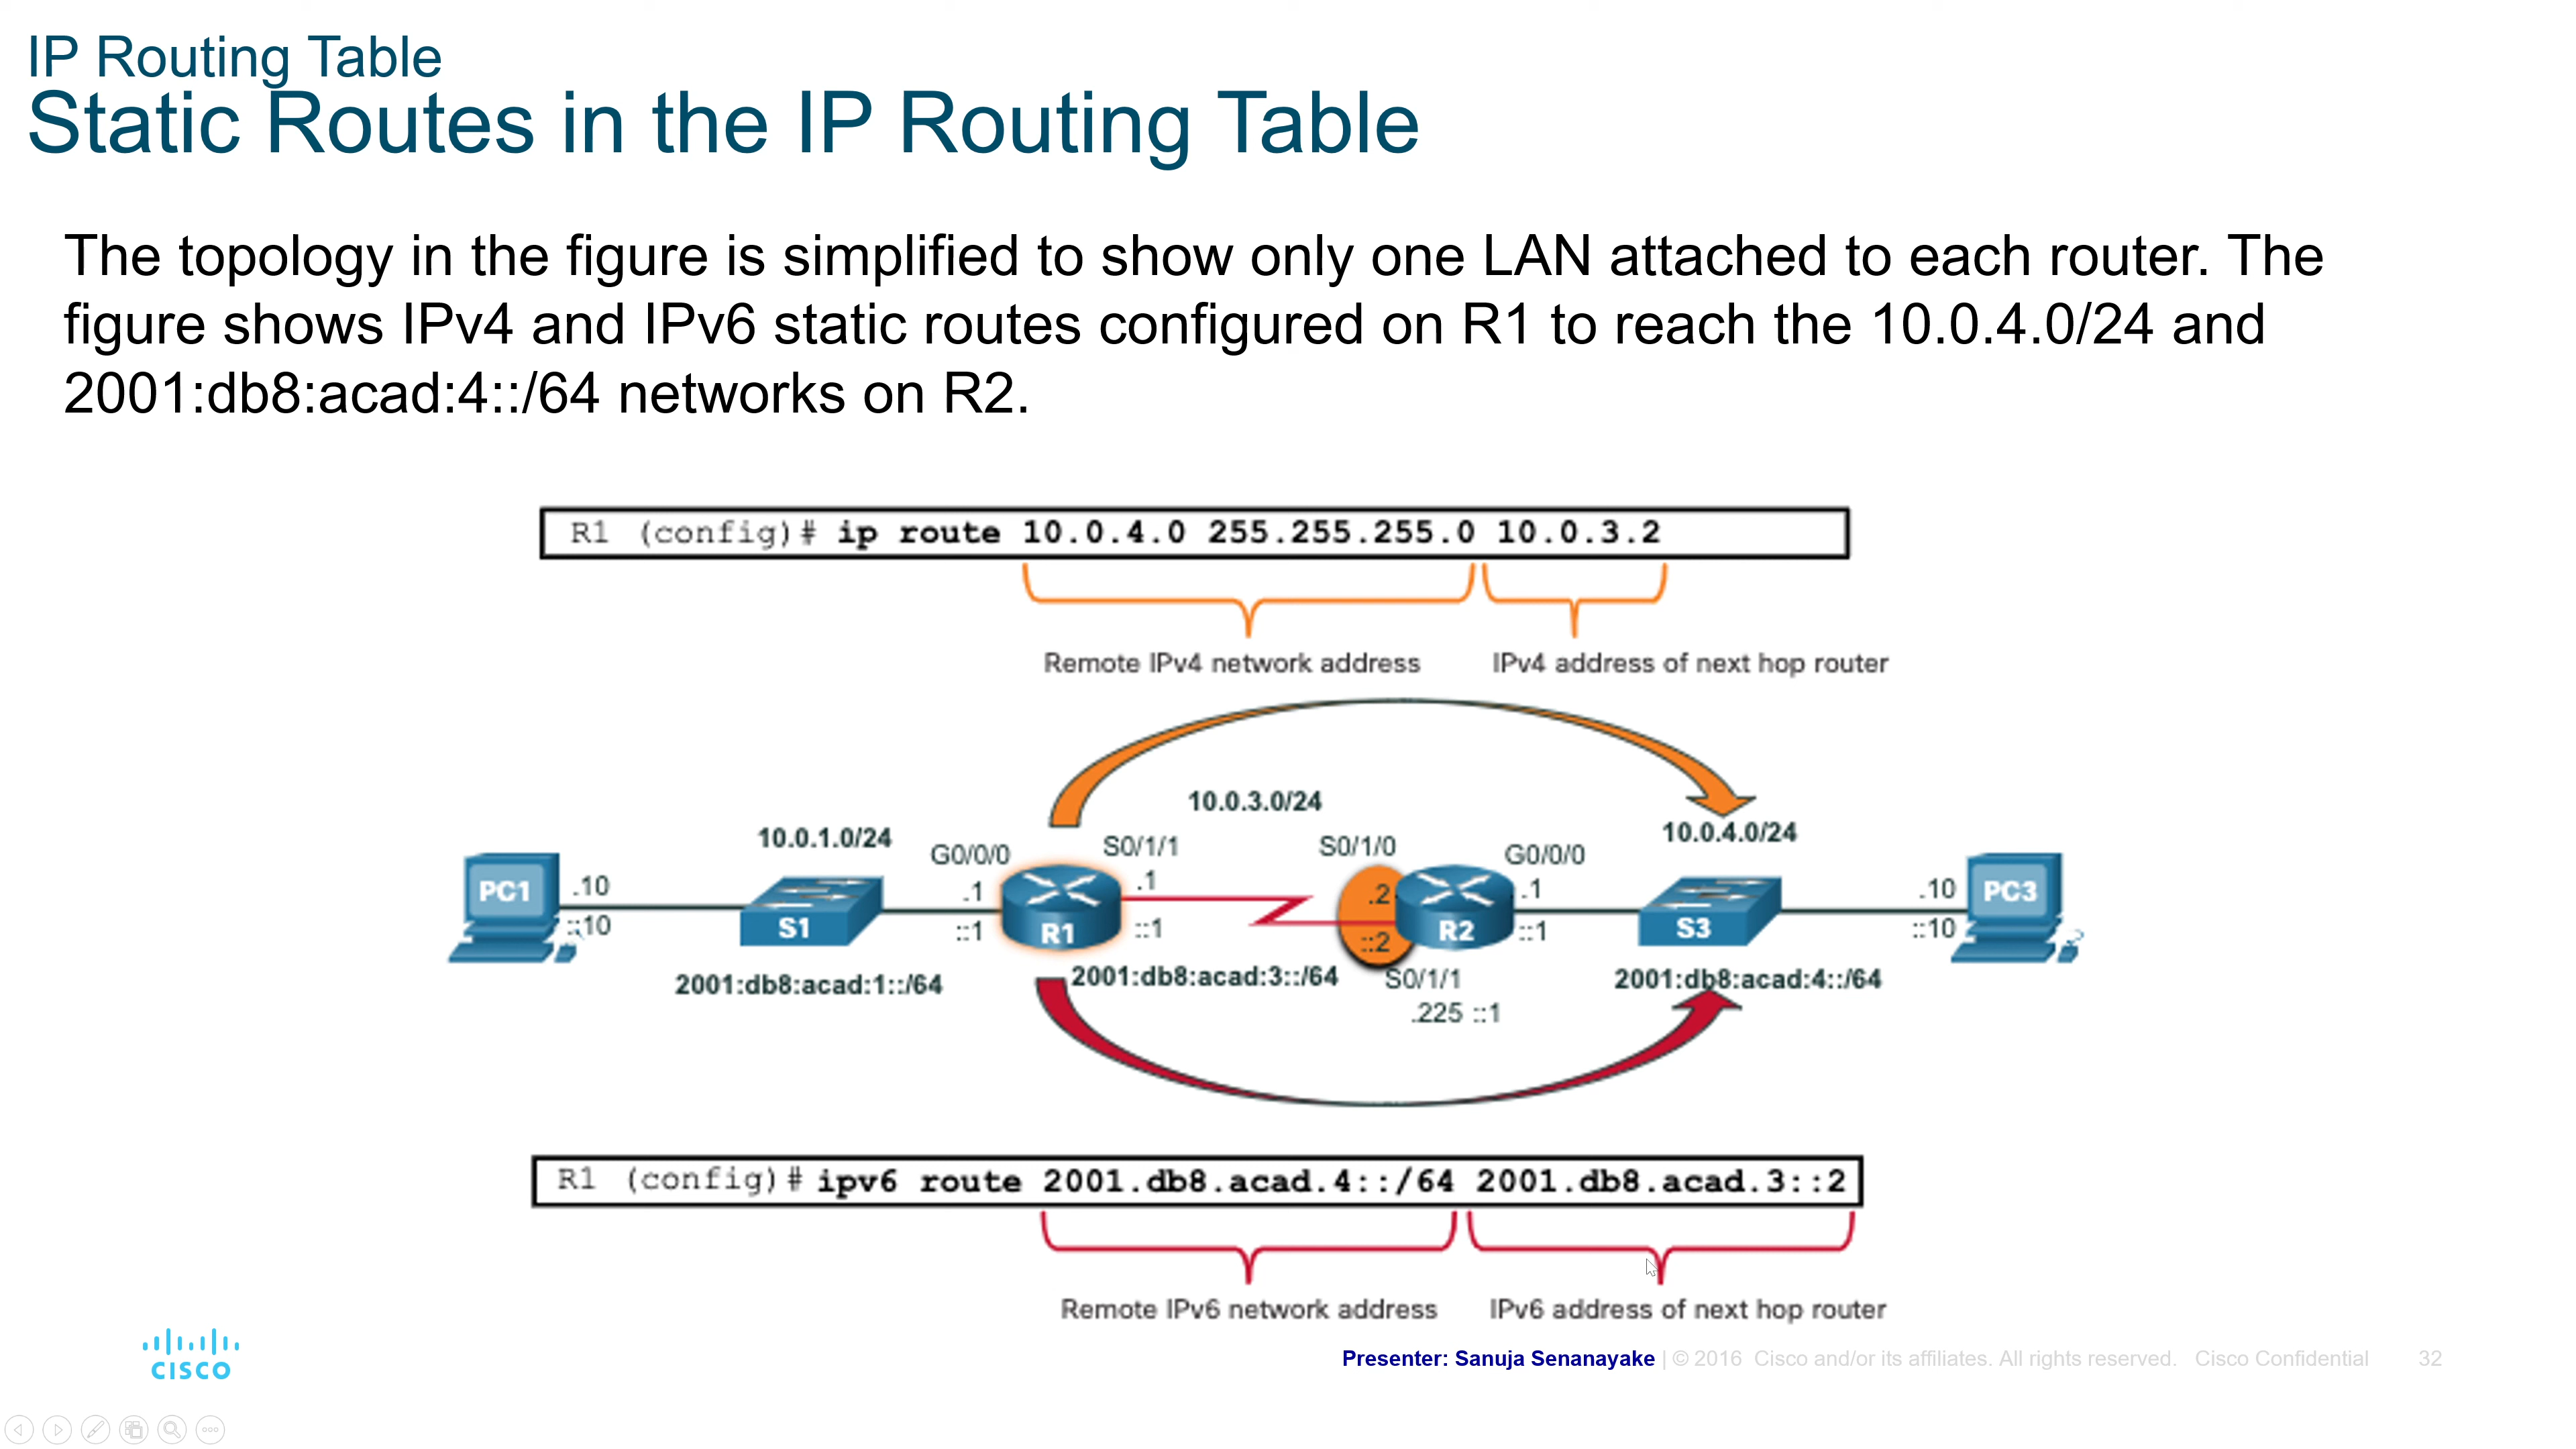 IP Routing Table
Static Routes in the IP Routing Table
The topology in the figure is simplified to show only one LAN attached to each router. The
figure shows IPv4 and IPv6 static routes configured on R1 to reach the 10.0.4.0/24 and
2001:db8:acad:4::/64 networks on R2.
R1 (config)# ip route 10.0.4.0 255.255.255.0 10.0.3.2
Remote IPv4 network address IPv4 address of next hop router
10.0.3.0/24
10.0.1.0/24
10.0.4.0/24
G0/0/0 S0/1/1 S0/1/0 G0/0/0
PC1 .10 .1 .1 .2 .1 .10 PC3
S1 R1 R2 S3
::10 ::1 ::1 ::2 ::1 ::10
2001:db8:acad:1::/64 2001:db8:acad:3::/64 S0/1/1 2001:db8:acad:4::/64
.225 ::1
R1 (config)# ipv6 route 2001.db8.acad.4::/64 2001.db8.acad.3::2
Remote IPv6 network address IPv6 address of next hop router
CISCO
Presenter: Sanuja Senanayake | © 2016 Cisco and/or its affiliates. All rights reserved. Cisco Confidential 32